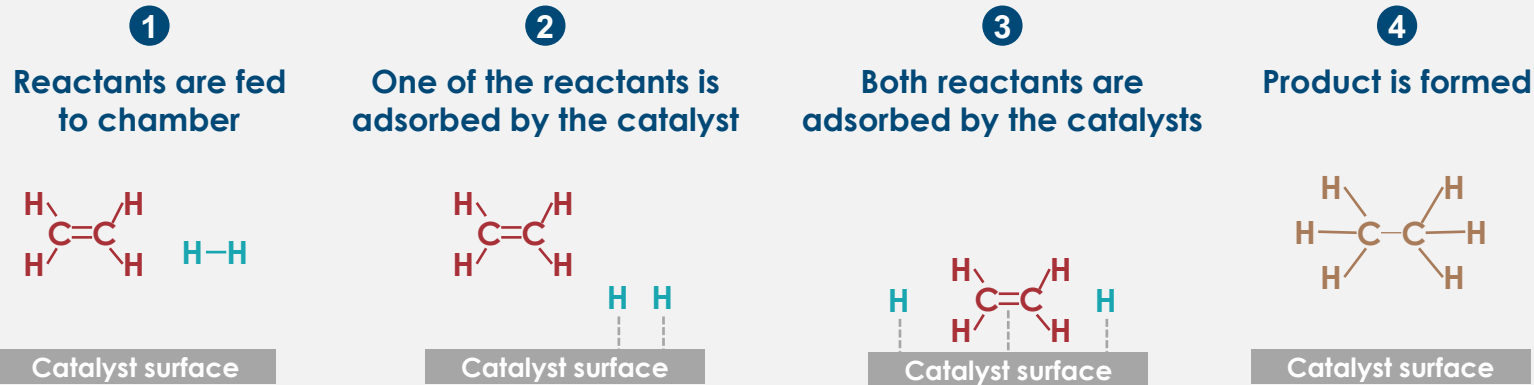 1
Reactants are fed
to chamber
H H
C=C
H H
H—H
Catalyst surface
2
One of the reactants is
adsorbed by the catalyst
H H
C=C
H H
H H
Catalyst surface
3
Both reactants are
adsorbed by the catalysts
H H
H C=C H
H H
Catalyst surface
4
Product is formed
H H
H—C—C—H
H H
Catalyst surface